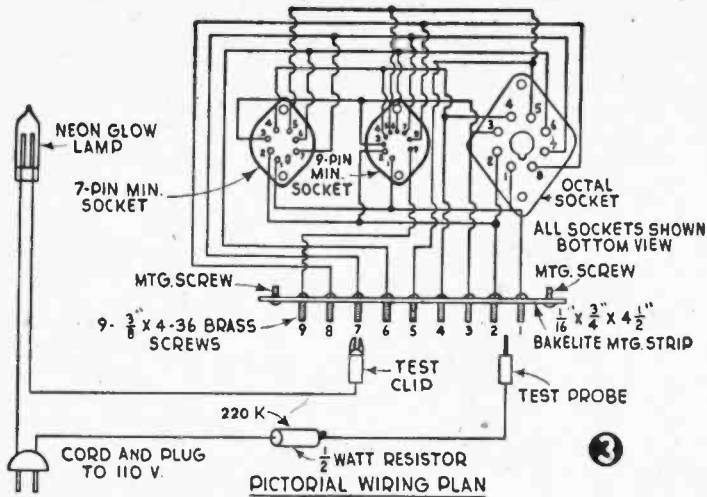 NEON GLOW
LAMP
7-PIN MIN.
SOCKET
9-PIN
MIN.
SOCKET
OCTAL
SOCKET
ALL SOCKETS SHOWN
BOTTOM VIEW
MTG. SCREW
MTG. SCREW
9- 3/8" X 4-36 BRASS
SCREWS
9 8 7 6 5 4 3 2 1
1/16" X 3/4" X 4 1/2"
BAKELITE MTG. STRIP
TEST
CLIP
TEST PROBE
220 K
1/2 WATT RESISTOR
CORD AND PLUG
TO 110 V.
PICTORIAL WIRING PLAN
3